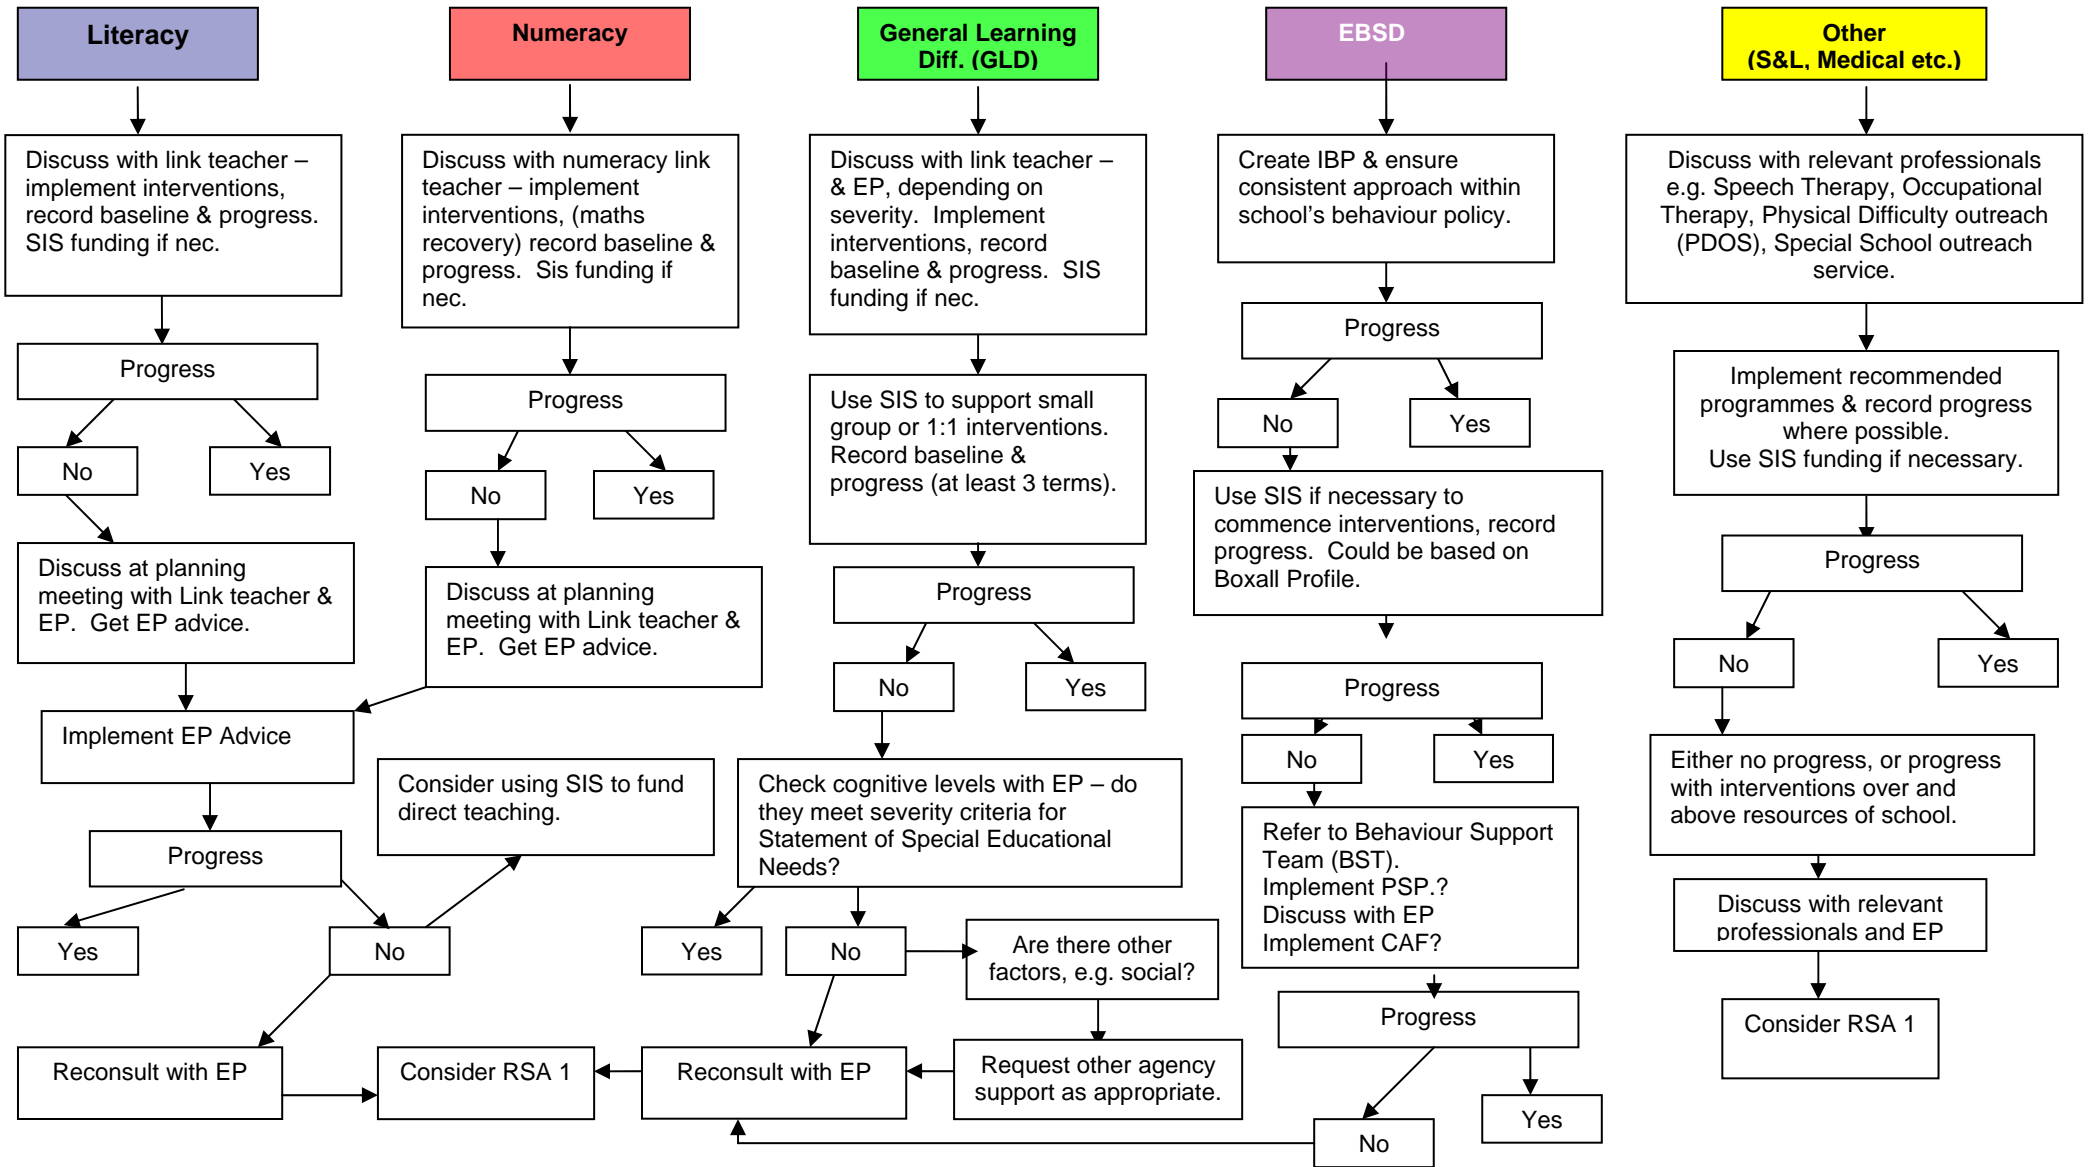 Literacy
Discuss with link teacher –
implement interventions,
record baseline & progress.
SIS funding if nec.
Progress
No
Yes
Discuss at planning
meeting with Link teacher &
EP.  Get EP advice.
Implement EP Advice
Progress
Yes
No
Consider using SIS to fund
direct teaching.
Reconsult with EP
Consider RSA 1
Numeracy
Discuss with numeracy link
teacher – implement
interventions, (maths
recovery) record baseline &
progress.  Sis funding if
nec.
Progress
No
Yes
Discuss at planning
meeting with Link teacher &
EP.  Get EP advice.
General Learning
Diff. (GLD)
Discuss with link teacher –
& EP, depending on
severity.  Implement
interventions, record
baseline & progress.  SIS
funding if nec.
Use SIS to support small
group or 1:1 interventions.
Record baseline &
progress (at least 3 terms).
Progress
No
Yes
Check cognitive levels with EP – do
they meet severity criteria for
Statement of Special Educational
Needs?
Yes
No
Are there other
factors, e.g. social?
Request other agency
support as appropriate.
Reconsult with EP
EBSD
Create IBP & ensure
consistent approach within
school’s behaviour policy.
Progress
No
Yes
Use SIS if necessary to
commence interventions, record
progress.  Could be based on
Boxall Profile.
Progress
No
Yes
Refer to Behaviour Support
Team (BST).
Implement PSP.?
Discuss with EP
Implement CAF?
Progress
No
Yes
Other
(S&L, Medical etc.)
Discuss with relevant professionals
e.g. Speech Therapy, Occupational
Therapy, Physical Difficulty outreach
(PDOS), Special School outreach
service.
Implement recommended
programmes & record progress
where possible.
Use SIS funding if necessary.
Progress
No
Yes
Either no progress, or progress
with interventions over and
above resources of school.
Discuss with relevant
professionals and EP
Consider RSA 1